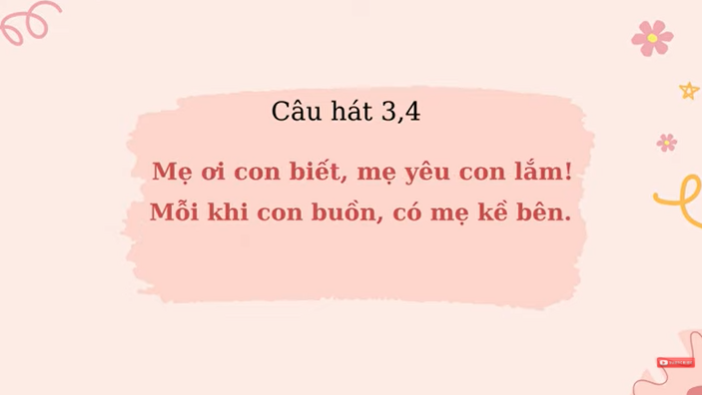 Câu hát 3,4
Mẹ ơi con biết, mẹ yêu con lắm!
Mỗi khi con buồn, có mẹ kề bên.